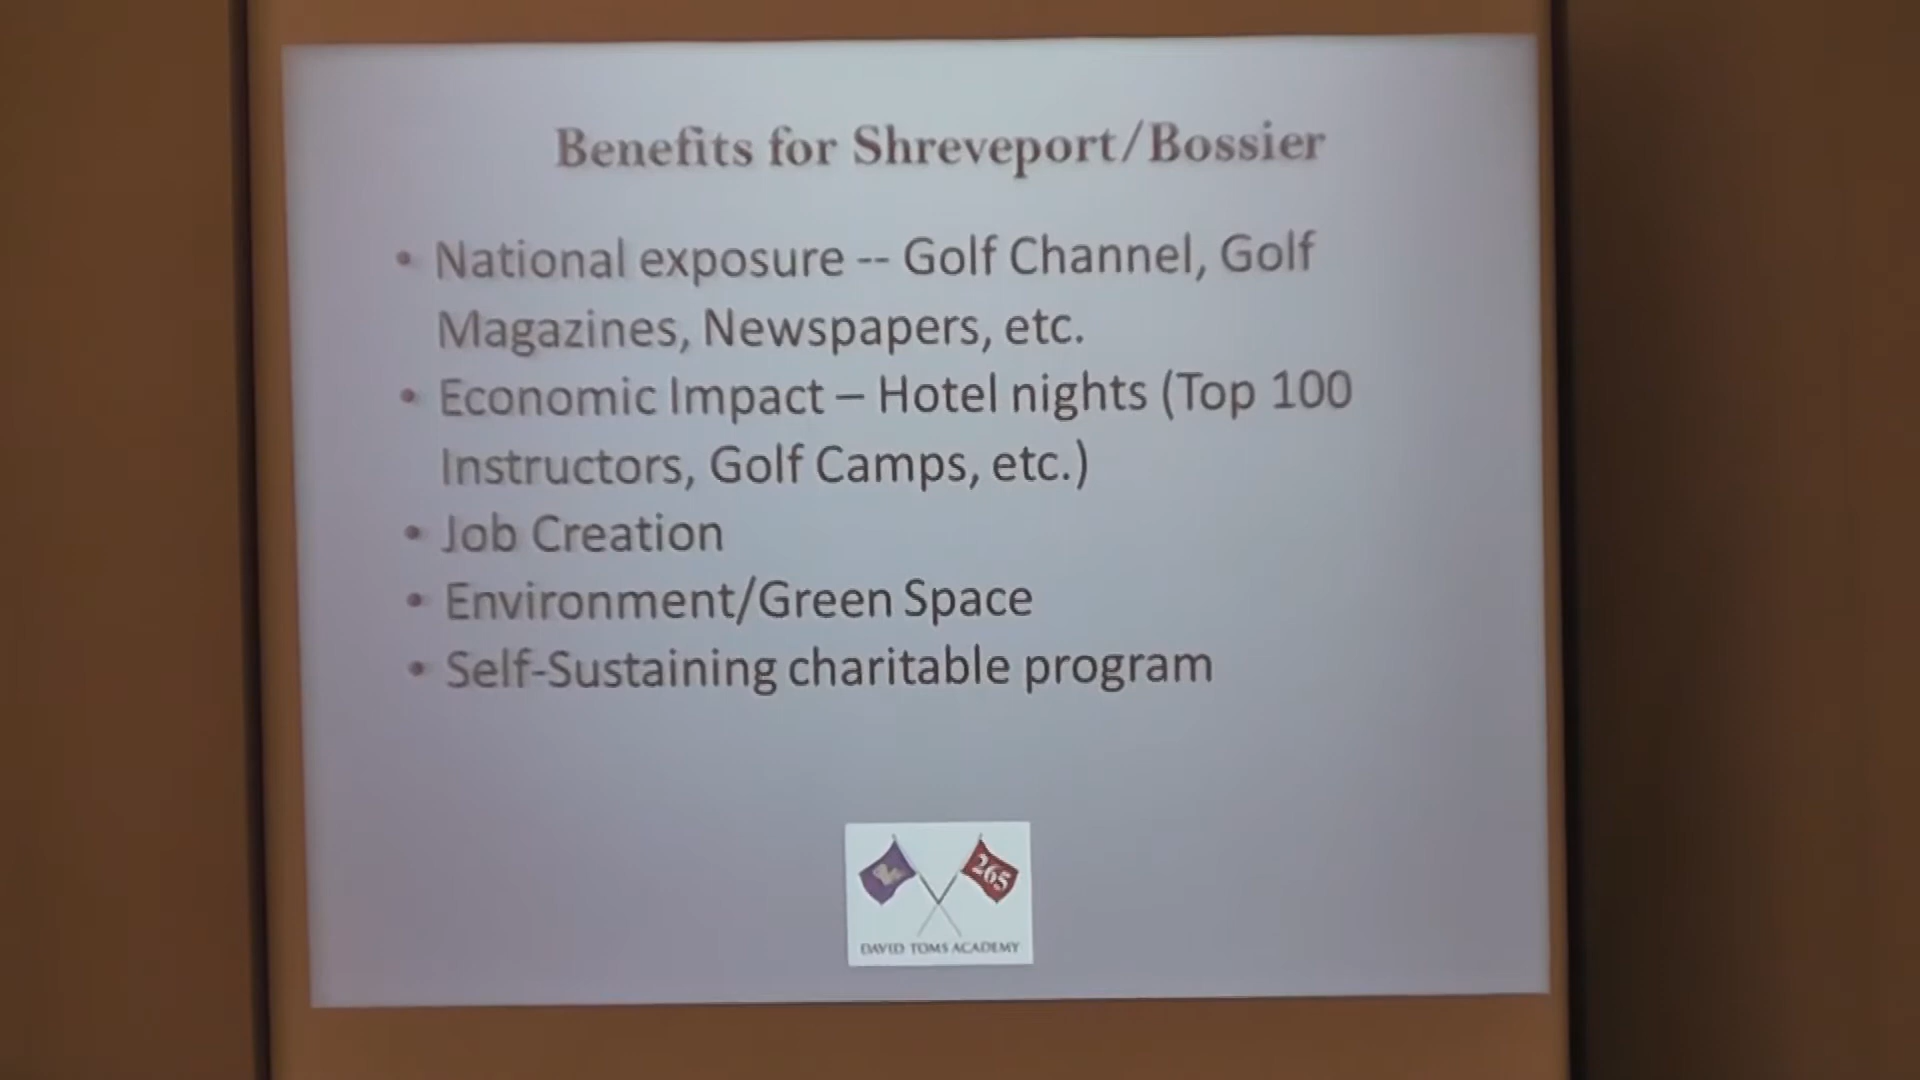 Benefits for Shreveport/Bossier
• National exposure -- Golf Channel, Golf
Magazines, Newspapers, etc.
• Economic Impact – Hotel nights (Top 100
Instructors, Golf Camps, etc.)
• Job Creation
• Environment/Green Space
• Self-Sustaining charitable program
265
DAVID TOMS ACADEMY